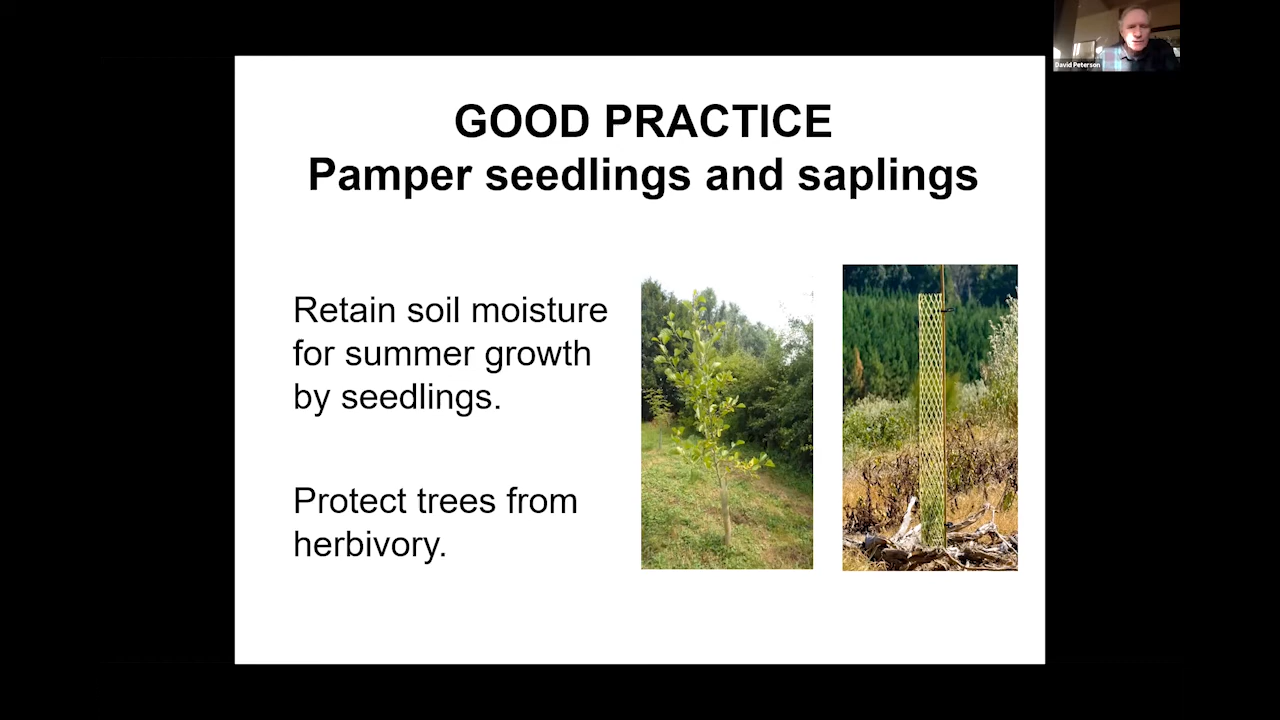 David Peterson
GOOD PRACTICE
Pamper seedlings and saplings
Retain soil moisture
for summer growth
by seedlings.
Protect trees from
herbivory.